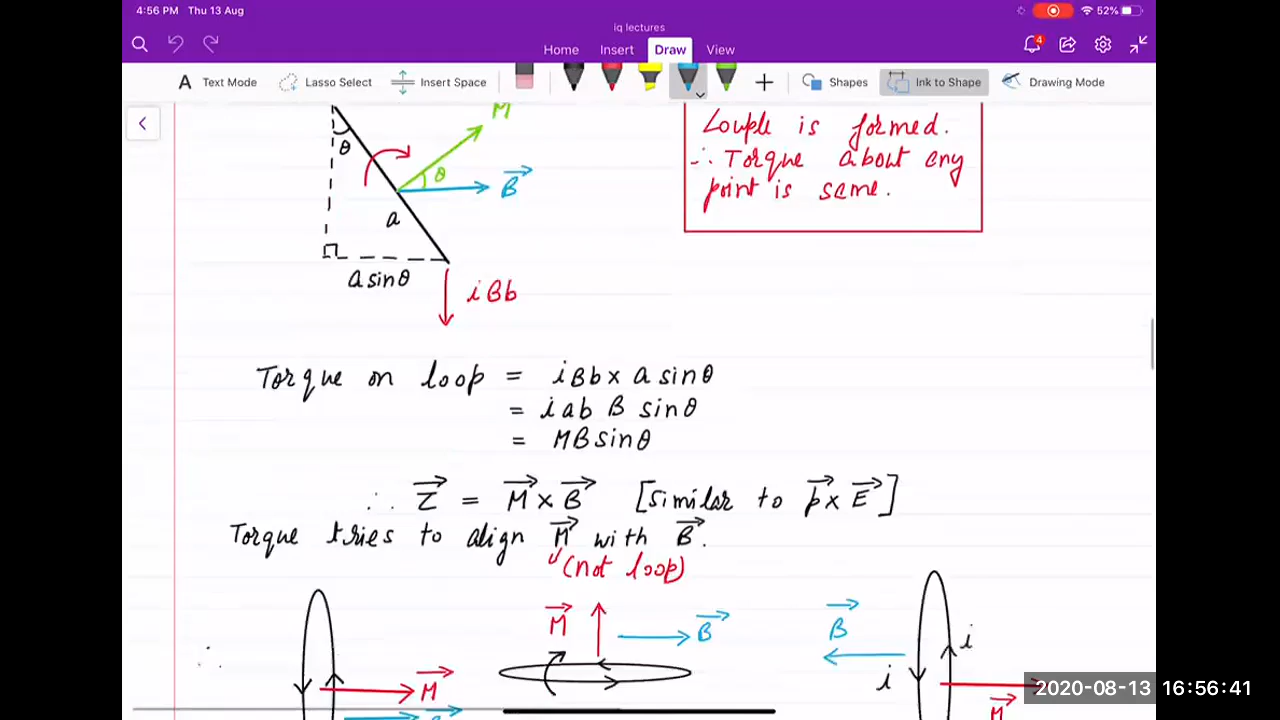 4:56 PM Thu 13 Aug
52%
iq lectures
4
Home Insert Draw View
A Text Mode Lasso Select Insert Space + Shapes Ink to Shape Drawing Mode
M
Couple is formed.
∴ Torque about any
point is same.
θ
θ
B⃗
a
a sinθ
iBb
Torque on loop = iBb × a sinθ
= iab B sinθ
= MB sinθ
∴ τ⃗ = M⃗ × B⃗ [similar to p⃗ × E⃗]
Torque tries to align M⃗ with B⃗.
(not loop)
M⃗ B⃗ B⃗
i
i
M⃗
M⃗
2020-08-13 16:56:41